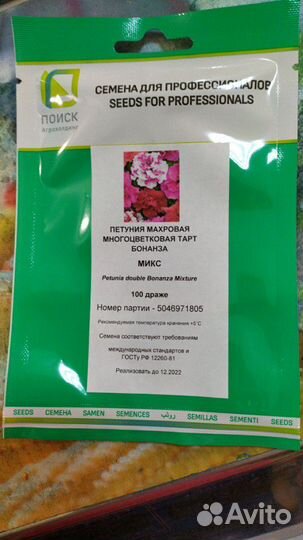 ПОИСК
Агрохолдинг
СЕМЕНА ДЛЯ ПРОФЕССИОНАЛОВ
SEEDS FOR PROFESSIONALS
ПЕТУНИЯ МАХРОВАЯ
МНОГОЦВЕТКОВАЯ ТАРТ
БОНАНЗА
МИКС
Petunia double Bonanza Mixture
100 драже
Номер партии - 5046971805
Рекомендуемая температура хранения +5°C
Семена соответствуют требованиям
международных стандартов и
ГОСТу РФ 12260-81
Реализовать до 12.2022
SEEDS СЕМЕНА SAMEN SEMENCES SEMILLAS SEMENTI SEEDS
Avito